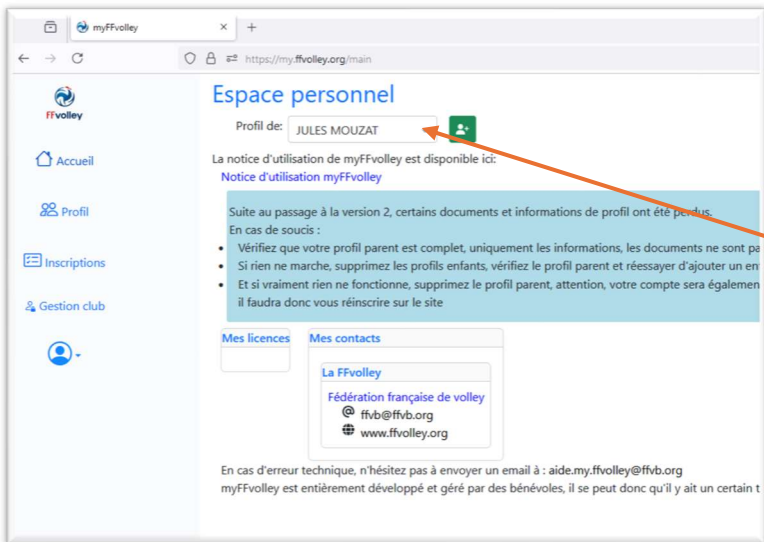 myFFvolley
https://my.ffvolley.org/main
FFvolley
Accueil
Profil
Inscriptions
Gestion club
Espace personnel
Profil de: JULES MOUZAT
La notice d'utilisation de myFFvolley est disponible ici:
Notice d'utilisation myFFvolley
Suite au passage à la version 2, certains documents et informations de profil ont été perdus.
En cas de soucis :
• Vérifiez que votre profil parent est complet, uniquement les informations, les documents ne sont pa
• Si rien ne marche, supprimez les profils enfants, vérifiez le profil parent et réessayer d'ajouter un en
• Et si vraiment rien ne fonctionne, supprimez le profil parent, attention, votre compte sera égalemen
il faudra donc vous réinscrire sur le site
Mes licences
Mes contacts
La FFvolley
Fédération française de volley
@ ffvb@ffvb.org
www.ffvolley.org
En cas d'erreur technique, n'hésitez pas à envoyer un email à : aide.my.ffvolley@ffvb.org
myFFvolley est entièrement développé et géré par des bénévoles, il se peut donc qu'il y ait un certain t